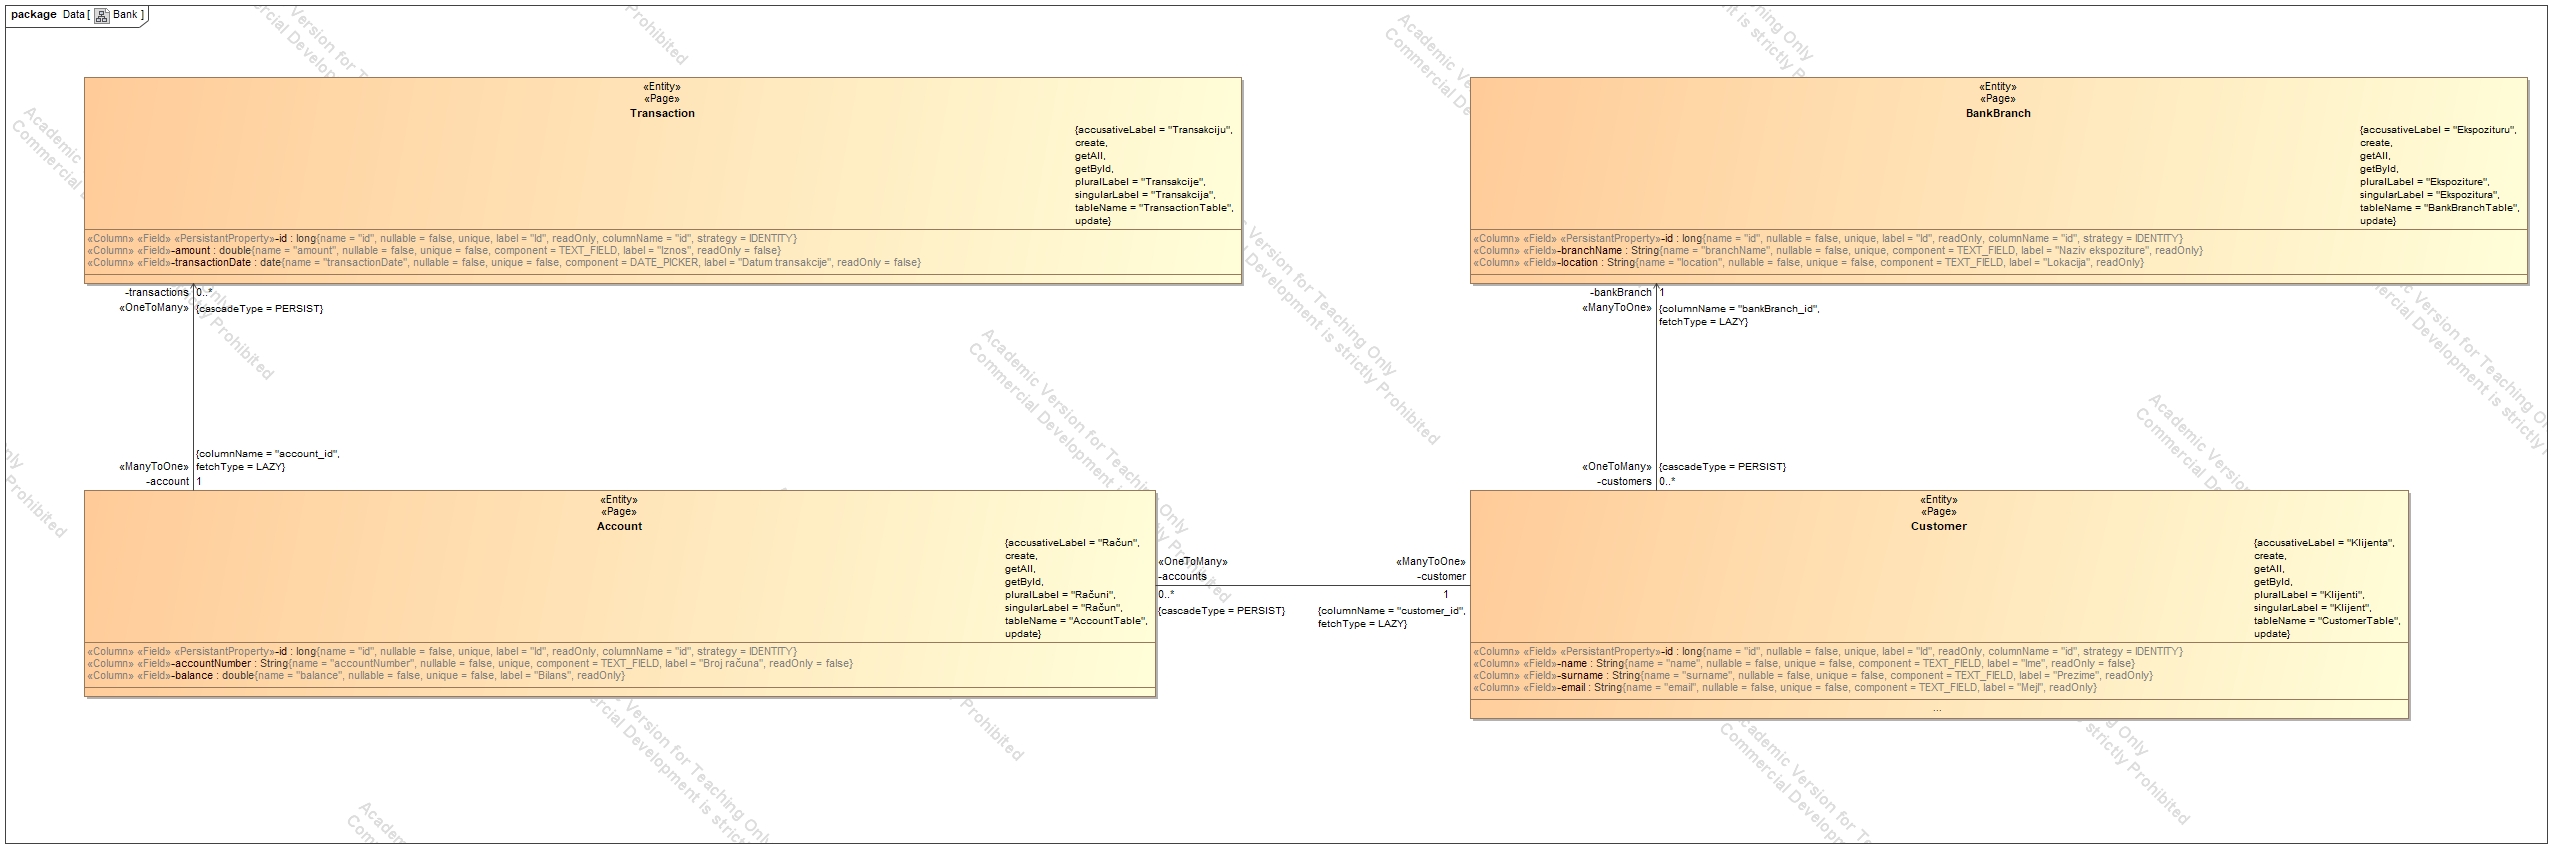 package Data [ Bank ]
«Entity»
«Page»
Transaction
{accusativeLabel = "Transakciju",
create,
getAll,
getById,
pluralLabel = "Transakcije",
singularLabel = "Transakcija",
tableName = "TransactionTable",
update}
«Column» «Field» «PersistantProperty»-id : long{name = "id", nullable = false, unique, label = "Id", readOnly, columnName = "id", strategy = IDENTITY}
«Column» «Field»-amount : double{name = "amount", nullable = false, unique = false, component = TEXT_FIELD, label = "Iznos", readOnly = false}
«Column» «Field»-transactionDate : date{name = "transactionDate", nullable = false, unique = false, component = DATE_PICKER, label = "Datum transakcije", readOnly = false}
«Entity»
«Page»
BankBranch
{accusativeLabel = "Ekspozituru",
create,
getAll,
getById,
pluralLabel = "Ekspoziture",
singularLabel = "Ekspozitura",
tableName = "BankBranchTable",
update}
«Column» «Field» «PersistantProperty»-id : long{name = "id", nullable = false, unique, label = "Id", readOnly, columnName = "id", strategy = IDENTITY}
«Column» «Field»-branchName : String{name = "branchName", nullable = false, unique, component = TEXT_FIELD, label = "Naziv ekspoziture", readOnly}
«Column» «Field»-location : String{name = "location", nullable = false, unique = false, component = TEXT_FIELD, label = "Lokacija", readOnly}
-transactions 0..*
«OneToMany» {cascadeType = PERSIST}
{columnName = "account_id",
«ManyToOne» fetchType = LAZY}
-account 1
-bankBranch 1
«ManyToOne» {columnName = "bankBranch_id",
fetchType = LAZY}
«OneToMany» {cascadeType = PERSIST}
-customers 0..*
«Entity»
«Page»
Account
{accusativeLabel = "Račun",
create,
getAll,
getById,
pluralLabel = "Računi",
singularLabel = "Račun",
tableName = "AccountTable",
update}
«Column» «Field» «PersistantProperty»-id : long{name = "id", nullable = false, unique, label = "Id", readOnly, columnName = "id", strategy = IDENTITY}
«Column» «Field»-accountNumber : String{name = "accountNumber", nullable = false, unique, component = TEXT_FIELD, label = "Broj računa", readOnly = false}
«Column» «Field»-balance : double{name = "balance", nullable = false, unique = false, label = "Bilans", readOnly}
«OneToMany» «ManyToOne»
-accounts -customer
0..* 1
{cascadeType = PERSIST} {columnName = "customer_id",
fetchType = LAZY}
«Entity»
«Page»
Customer
{accusativeLabel = "Klijenta",
create,
getAll,
getById,
pluralLabel = "Klijenti",
singularLabel = "Klijent",
tableName = "CustomerTable",
update}
«Column» «Field» «PersistantProperty»-id : long{name = "id", nullable = false, unique, label = "Id", readOnly, columnName = "id", strategy = IDENTITY}
«Column» «Field»-name : String{name = "name", nullable = false, unique = false, component = TEXT_FIELD, label = "Ime", readOnly = false}
«Column» «Field»-surname : String{name = "surname", nullable = false, unique = false, component = TEXT_FIELD, label = "Prezime", readOnly}
«Column» «Field»-email : String{name = "email", nullable = false, unique = false, component = TEXT_FIELD, label = "Mejl", readOnly}
...
Academic Version for Teaching Only
Commercial Development is strictly Prohibited